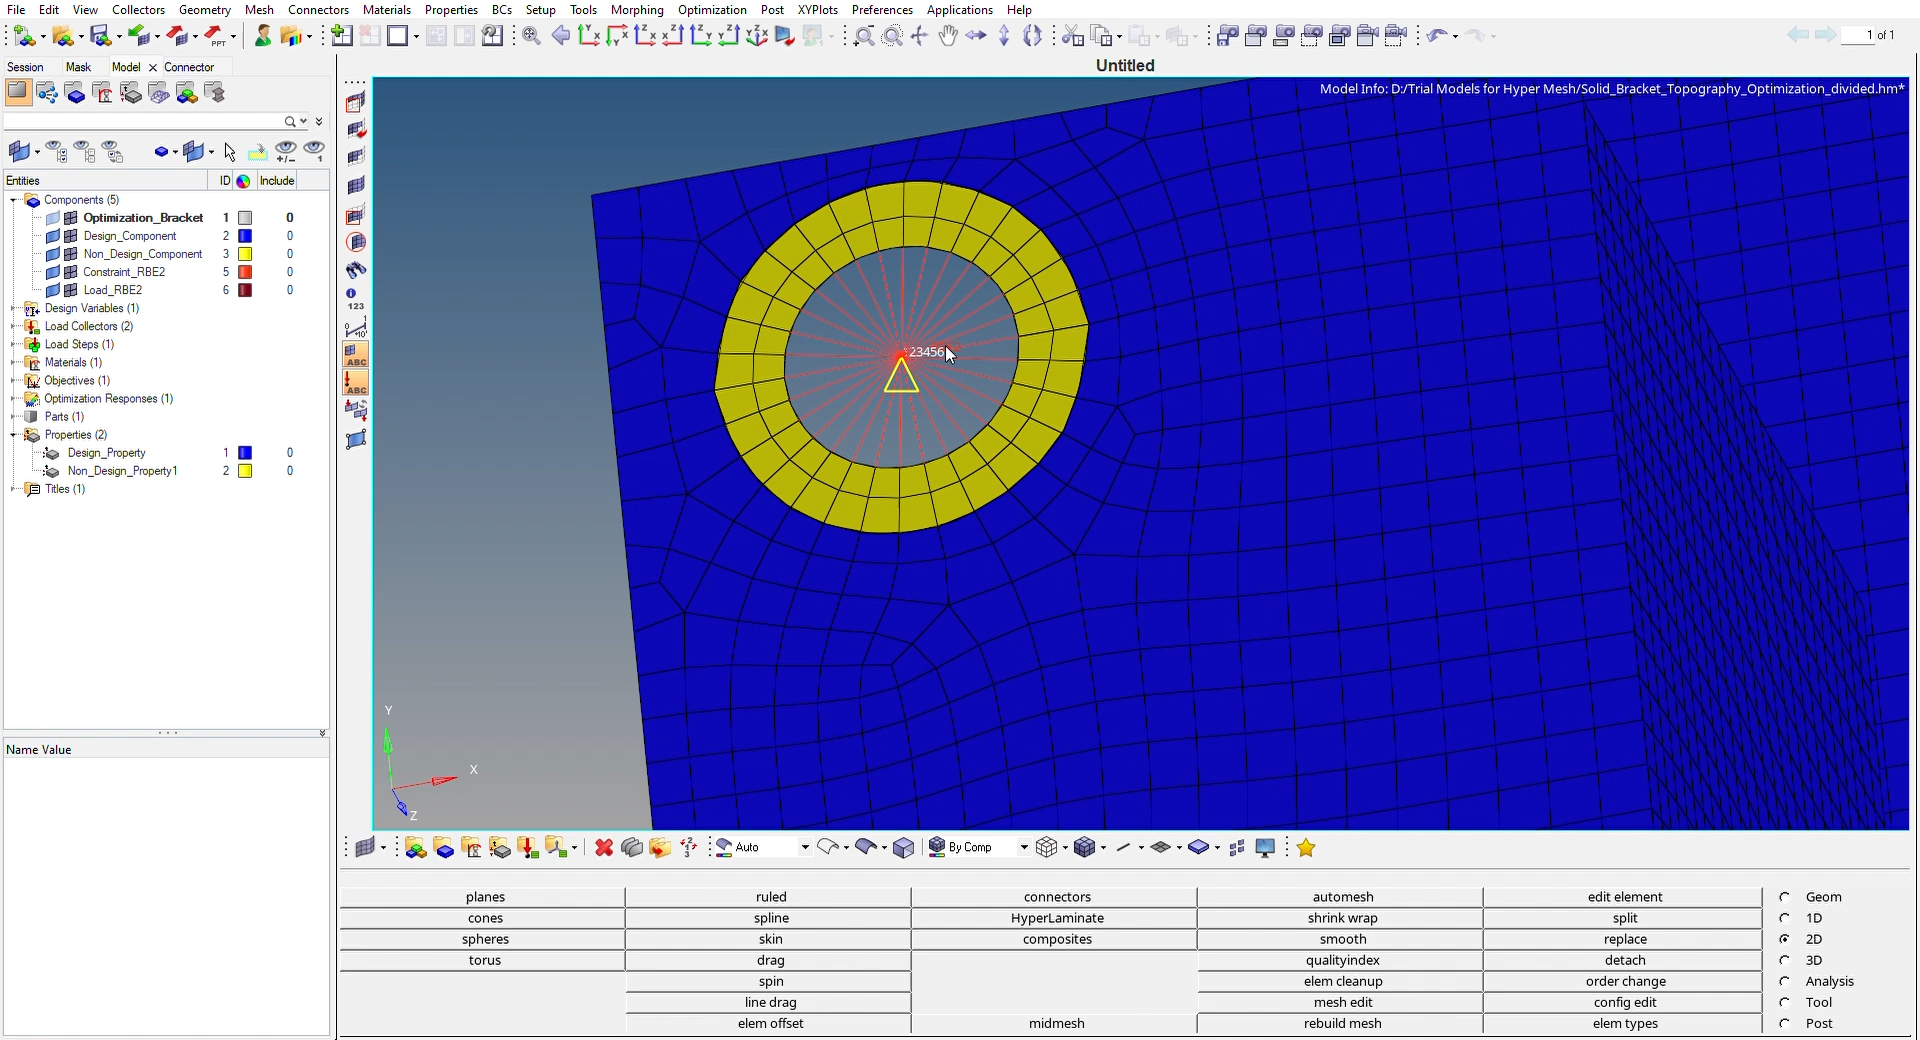 File Edit View Collectors Geometry Mesh Connectors Materials Properties BCs Setup Tools Morphing Optimization Post XYPlots Preferences Applications Help
1 of 1
Session Mask Model Connector
Untitled
Model Info: D:/Trial Models for Hyper Mesh/Solid_Bracket_Topography_Optimization_divided.hm*
Entities ID Include
Components (5)
Optimization_Bracket 1 0
Design_Component 2 0
Non_Design_Component 3 0
Constraint_RBE2 5 0
Load_RBE2 6 0
Design Variables (1)
Load Collectors (2)
Load Steps (1)
Materials (1)
Objectives (1)
Optimization Responses (1)
Parts (1)
Properties (2)
Design_Property 1 0
Non_Design_Property1 2 0
Titles (1)
123
ABC
ABC
23456
Name Value
Y
X
Z
Auto By Comp
planes ruled connectors automesh edit element Geom
cones spline HyperLaminate shrink wrap split 1D
spheres skin composites smooth replace 2D
torus drag qualityindex detach 3D
spin elem cleanup order change Analysis
line drag mesh edit config edit Tool
elem offset midmesh rebuild mesh elem types Post